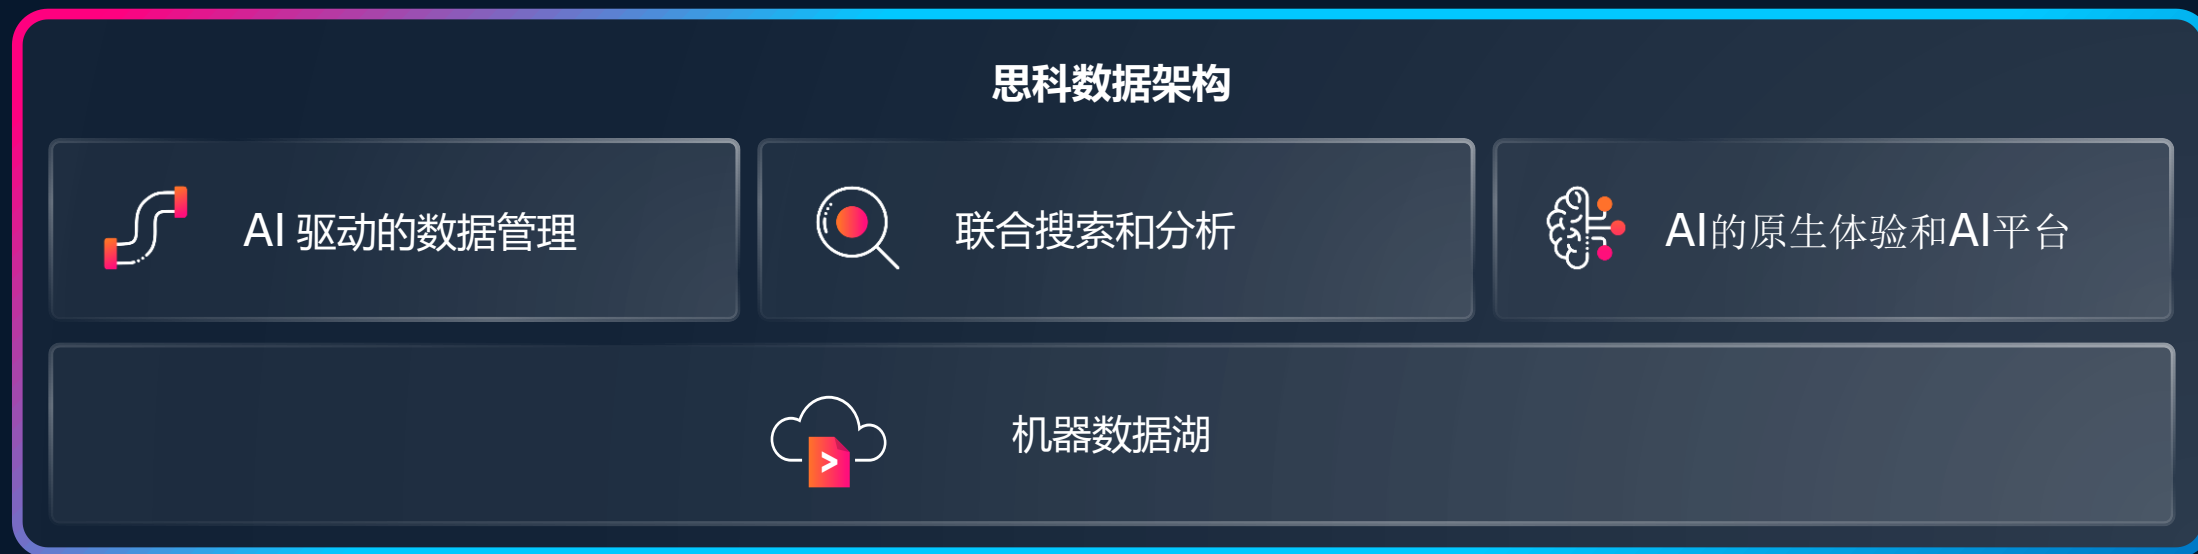 思科数据架构
AI 驱动的数据管理
联合搜索和分析
AI的原生体验和AI平台
机器数据湖